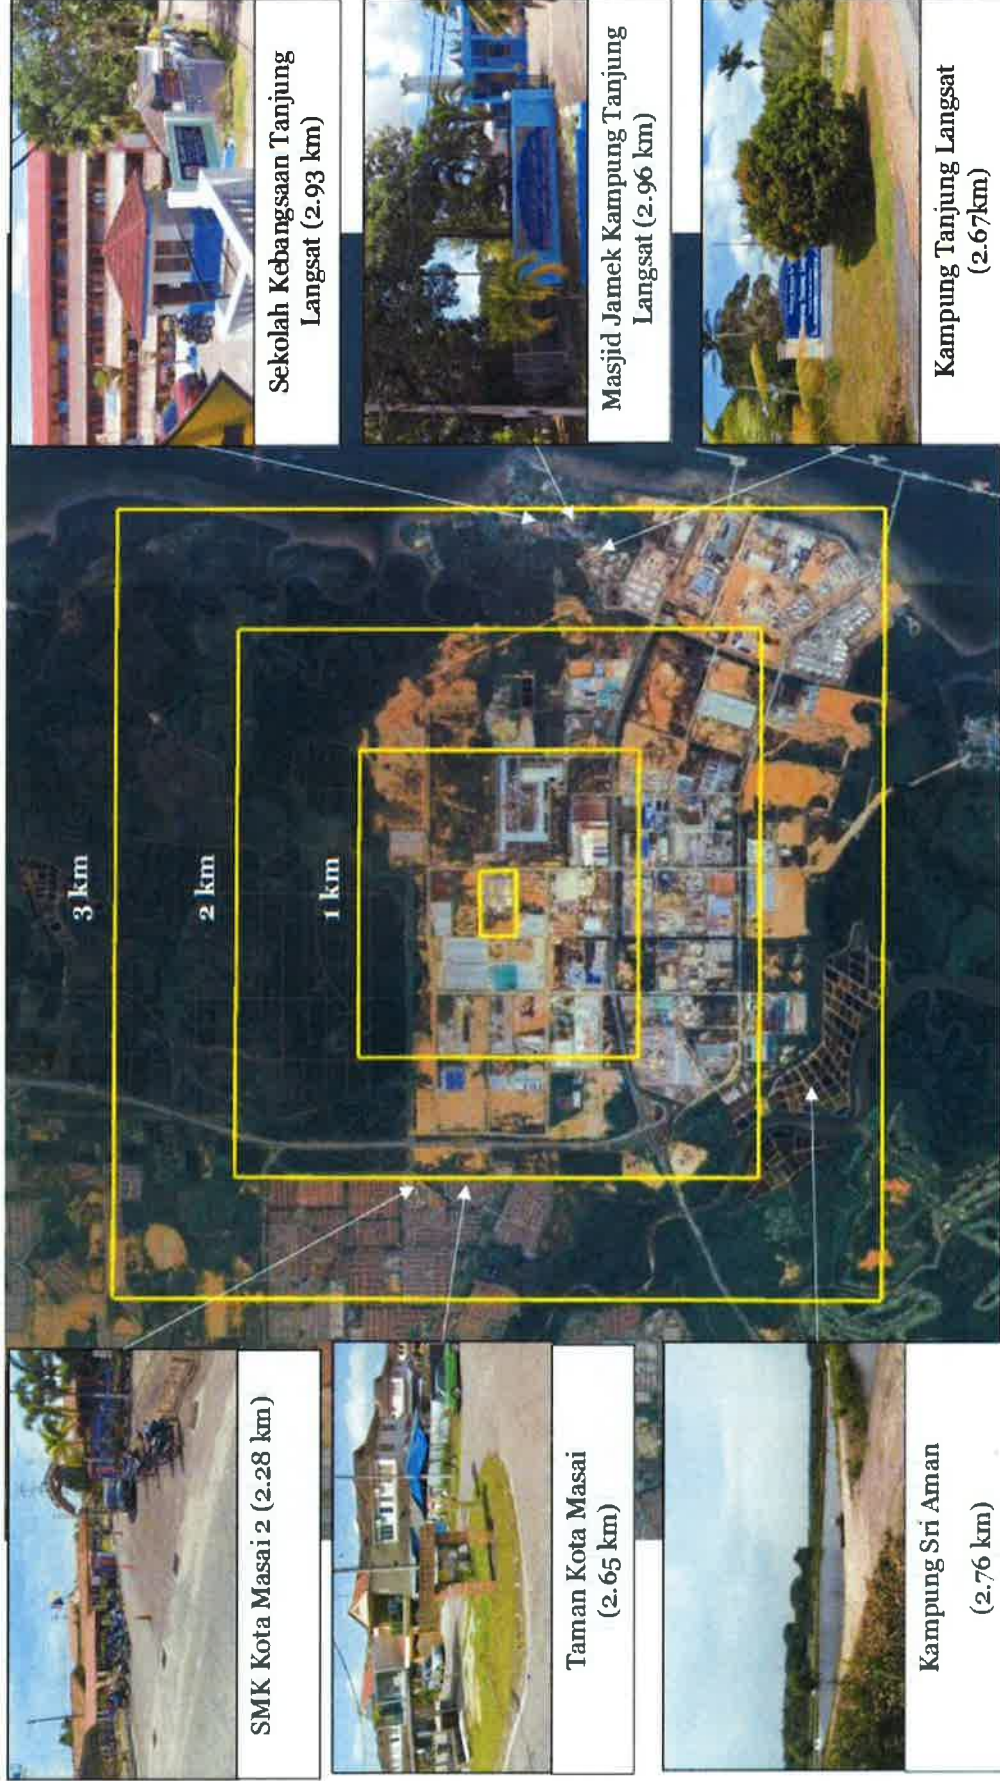 SMK Kota Masai 2 (2.28 km)
Taman Kota Masai
(2.65 km)
Kampung Sri Aman
(2.76 km)
3 km
2 km
1 km
Sekolah Kebangsaan Tanjung
Langsat (2.93 km)
Masjid Jamek Kampung Tanjung
Langsat (2.96 km)
Kampung Tanjung Langsat
(2.67km)